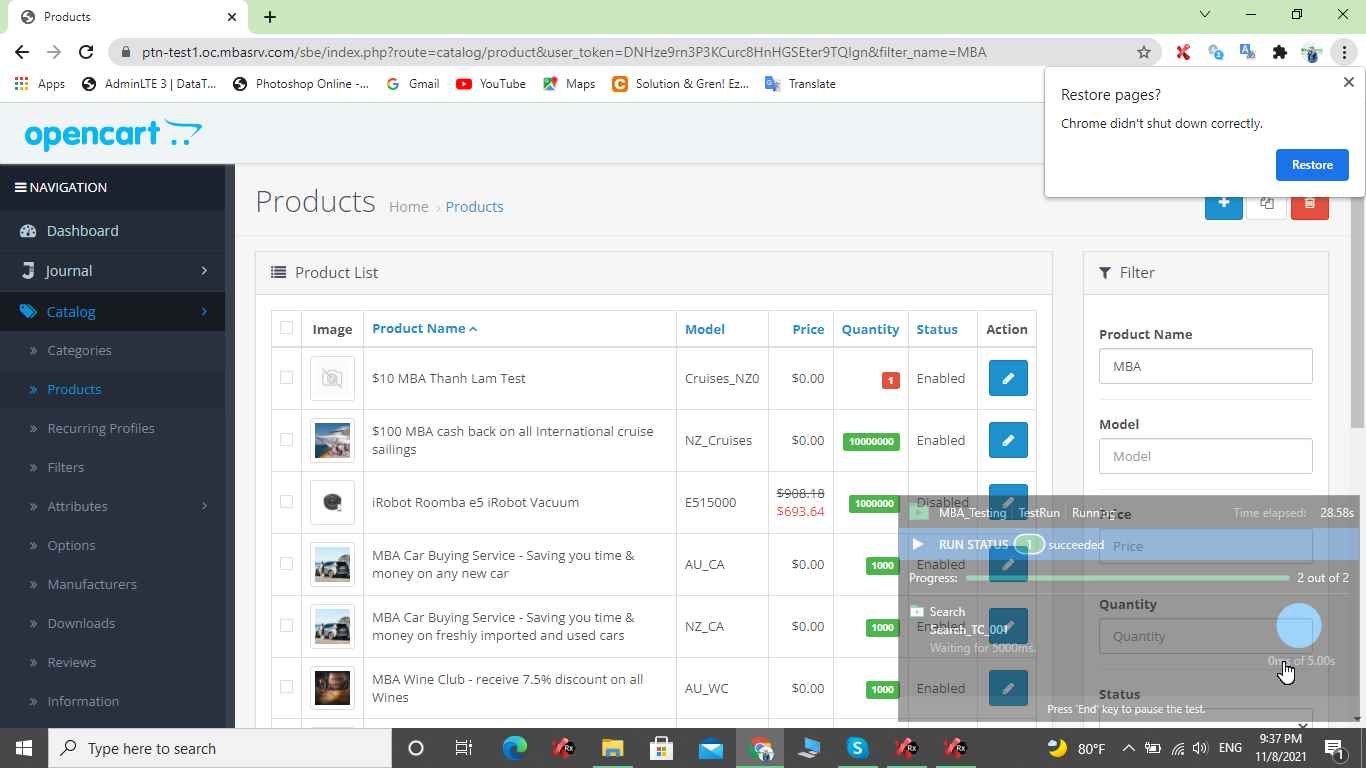 Products
ptn-test1.oc.mbasrv.com/sbe/index.php?route=catalog/product&user_token=DNHze9rn3P3KCurc8HnHGSEter9TQIgn&filter_name=MBA
Apps
AdminLTE 3 | DataT...
Photoshop Online -...
Gmail
YouTube
Maps
Solution & Gren! Ez...
Translate
Restore pages?
Chrome didn't shut down correctly.
Restore
opencart
NAVIGATION
Dashboard
Journal
Catalog
Categories
Products
Recurring Profiles
Filters
Attributes
Options
Manufacturers
Downloads
Reviews
Information
Products
Home › Products
Product List
Image Product Name Model Price Quantity Status Action
$10 MBA Thanh Lam Test Cruises_NZ0 $0.00 1 Enabled
$100 MBA cash back on all International cruise
sailings
NZ_Cruises $0.00 10000000 Enabled
iRobot Roomba e5 iRobot Vacuum E515000 $908.18
$693.64
1000000 Disabled
MBA Car Buying Service - Saving you time &
money on any new car
AU_CA $0.00 1000 Enabled
MBA Car Buying Service - Saving you time &
money on freshly imported and used cars
NZ_CA $0.00 1000 Enabled
MBA Wine Club - receive 7.5% discount on all
Wines
AU_WC $0.00 1000 Enabled
Filter
Product Name
MBA
Model
Model
Price
Price
Quantity
Quantity
Status
MBA_Testing TestRun Running
Time elapsed: 28.58s
RUN STATUS 1 succeeded
Progress: 2 out of 2
Search
Search_TC_001
Waiting for 5000ms.
0ms of 5.00s
Press 'End' key to pause the test.
Type here to search
80°F
ENG
9:37 PM
11/8/2021
1